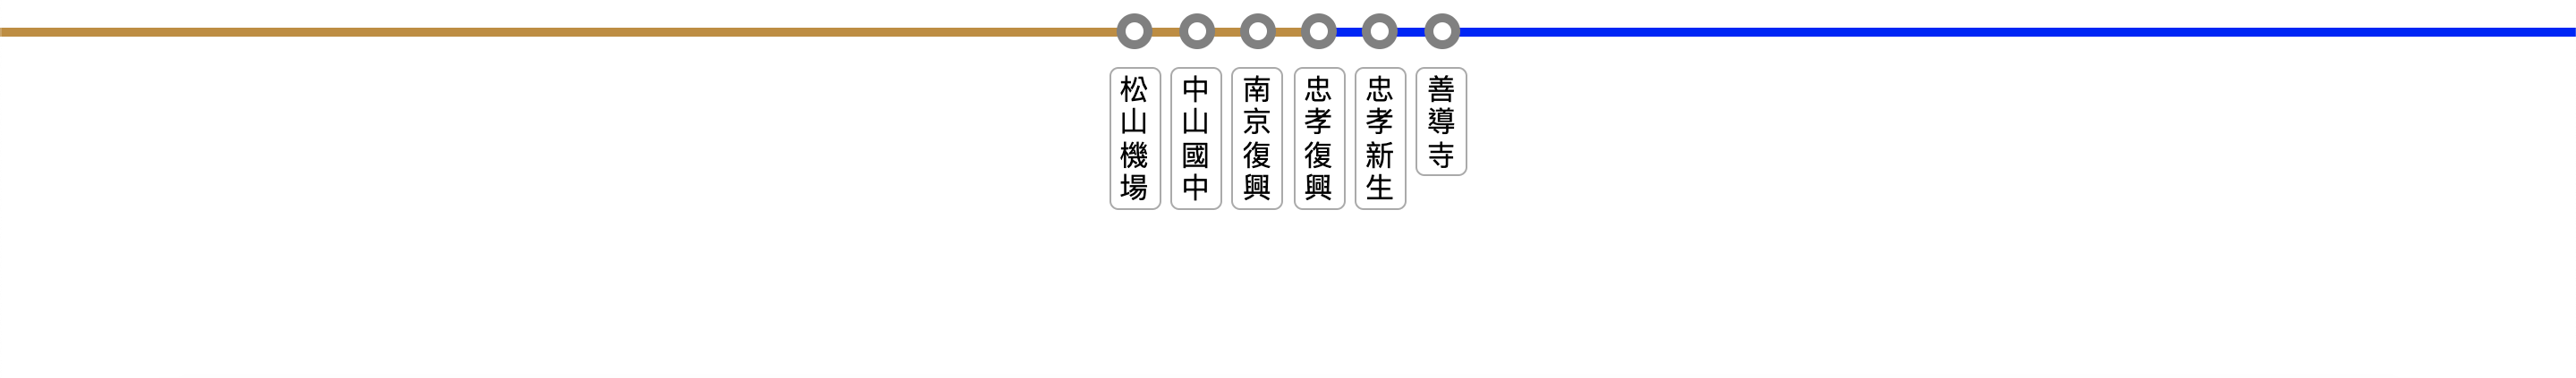 松山機場
中山國中
南京復興
忠孝復興
忠孝新生
善導寺